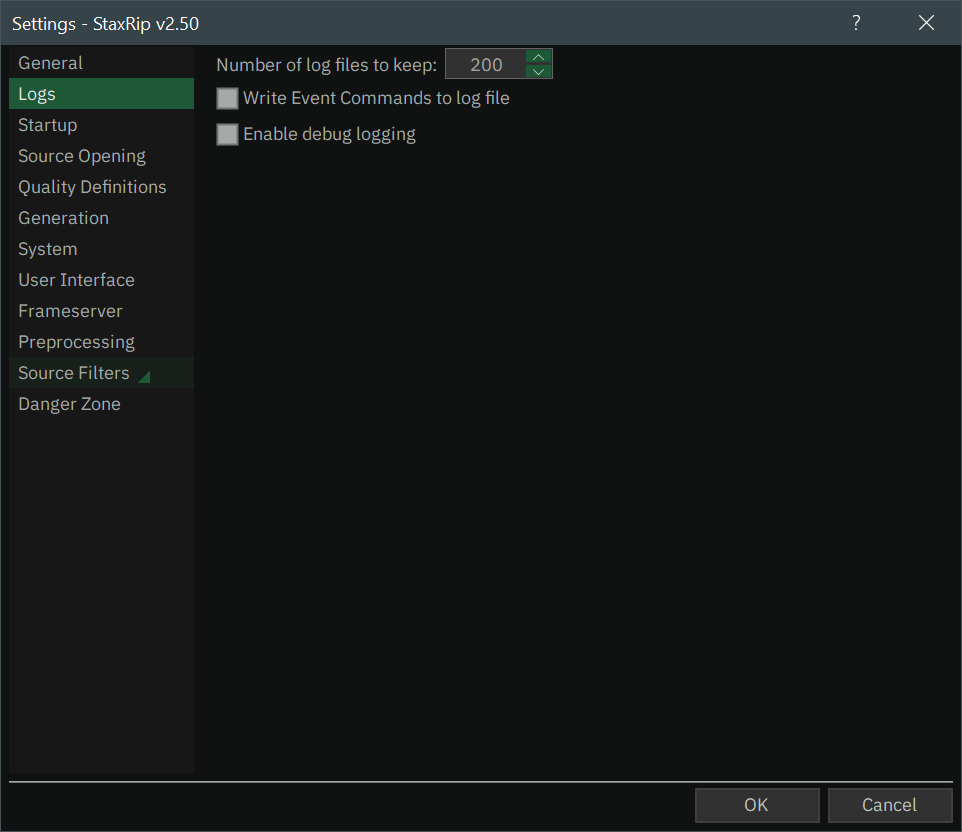 Settings - StaxRip v2.50
?
General
Logs
Startup
Source Opening
Quality Definitions
Generation
System
User Interface
Frameserver
Preprocessing
Source Filters
Danger Zone
Number of log files to keep: 200
Write Event Commands to log file
Enable debug logging
OK Cancel